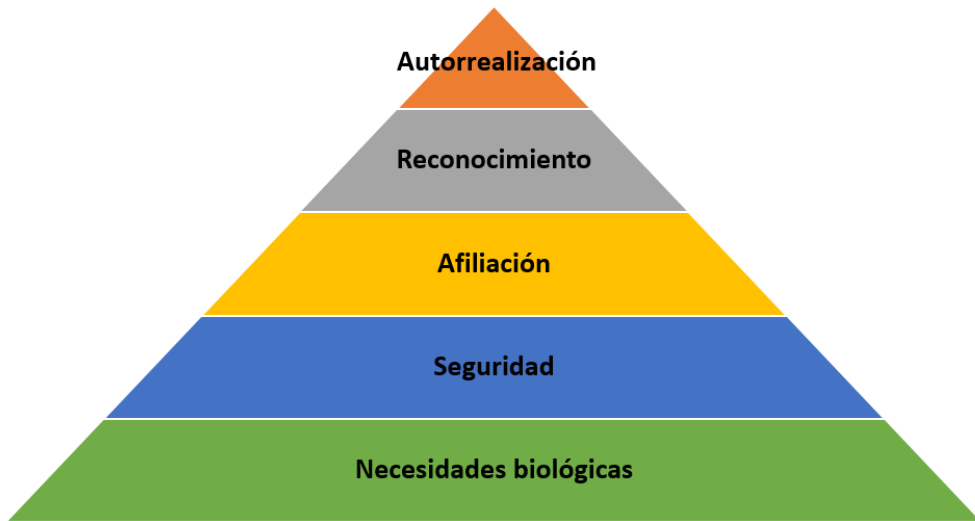 Autorrealización
Reconocimiento
Afiliación
Seguridad
Necesidades biológicas